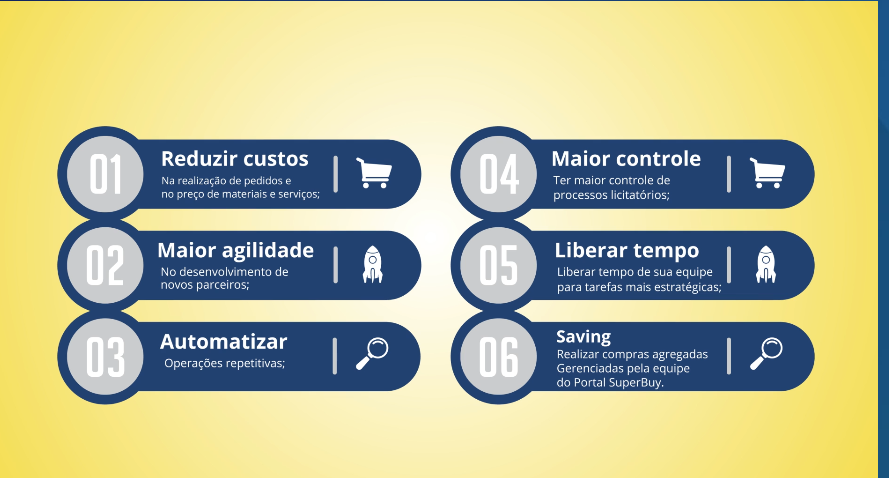 01
Reduzir custos
Na realização de pedidos e
no preço de materiais e serviços;
02
Maior agilidade
No desenvolvimento de
novos parceiros;
03
Automatizar
Operações repetitivas;
04
Maior controle
Ter maior controle de
processos licitatórios;
05
Liberar tempo
Liberar tempo de sua equipe
para tarefas mais estratégicas;
06
Saving
Realizar compras agregadas
Gerenciadas pela equipe
do Portal SuperBuy.